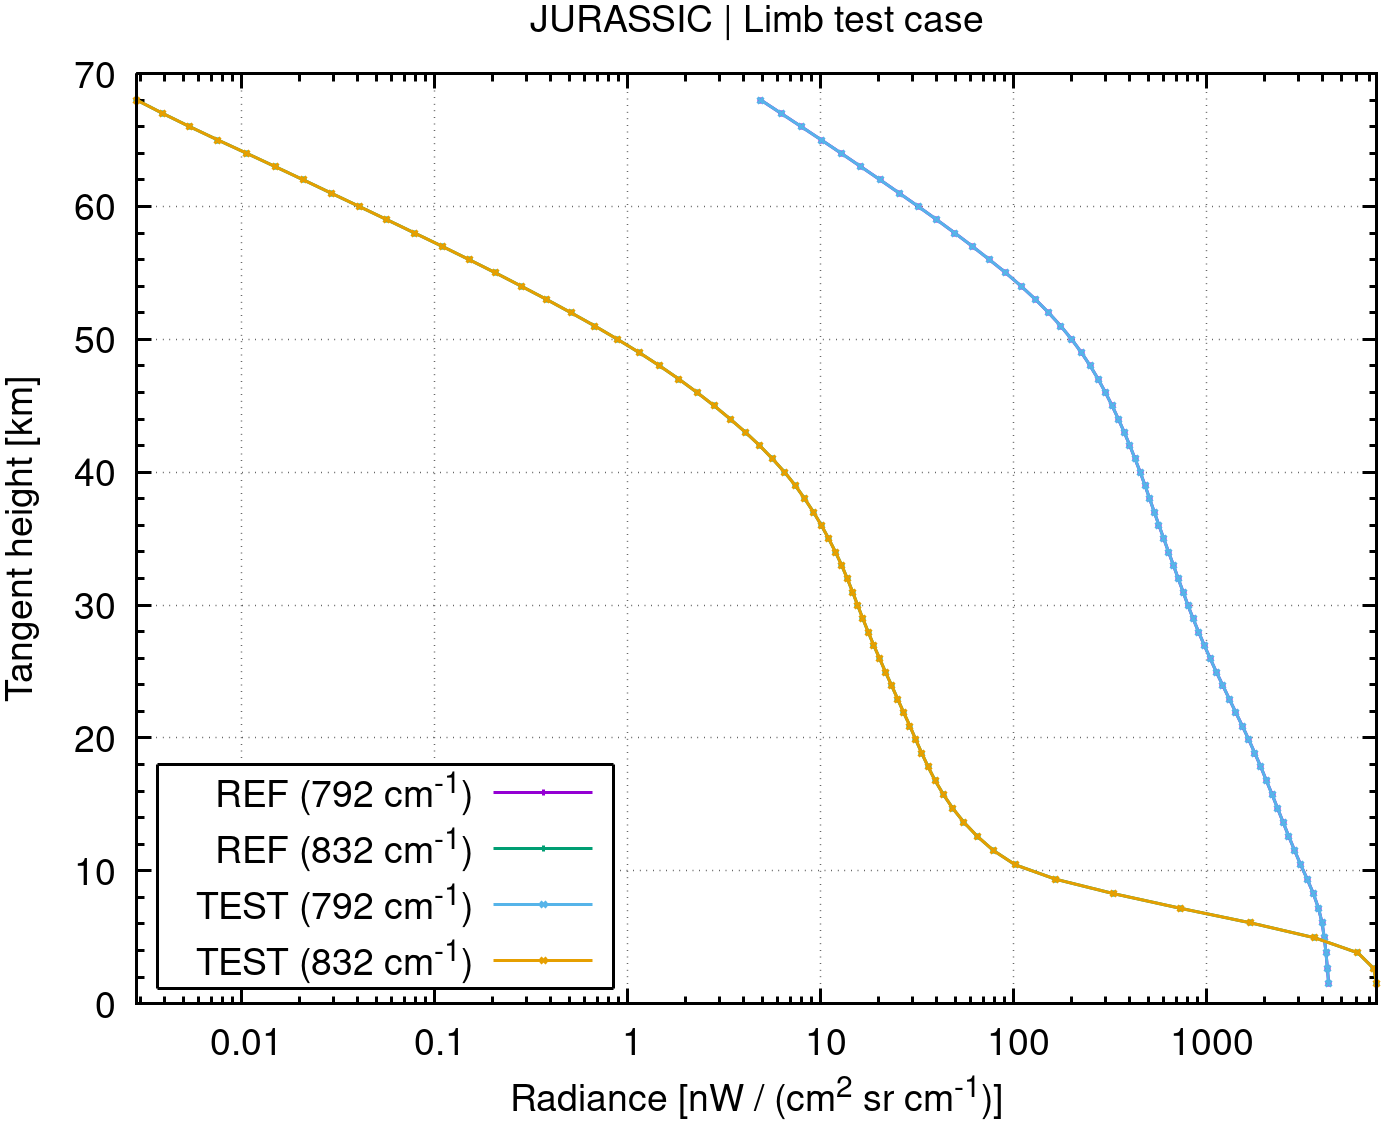 JURASSIC | Limb test case
70
60
50
40
30
20
10
0
Tangent height [km]
REF (792 cm⁻¹)
REF (832 cm⁻¹)
TEST (792 cm⁻¹)
TEST (832 cm⁻¹)
0.01 0.1 1 10 100 1000
Radiance [nW / (cm² sr cm⁻¹)]